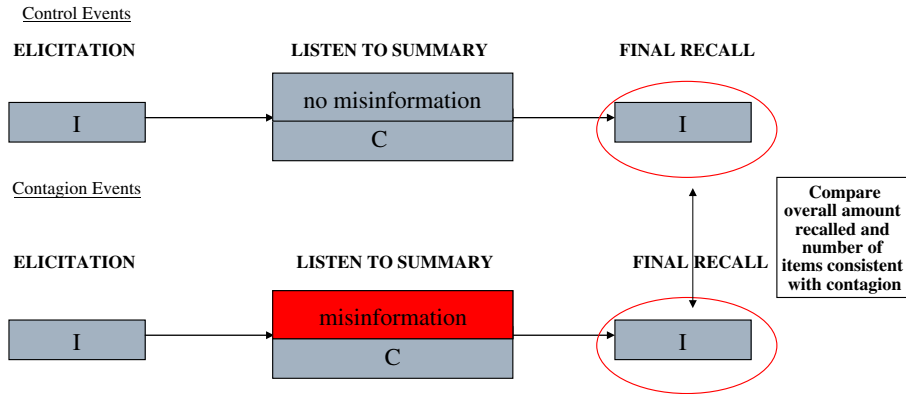 Control Events
ELICITATION LISTEN TO SUMMARY FINAL RECALL
no misinformation
I I
C
Contagion Events
Compare
overall amount
recalled and
number of
items consistent
with contagion
ELICITATION LISTEN TO SUMMARY FINAL RECALL
misinformation
I I
C